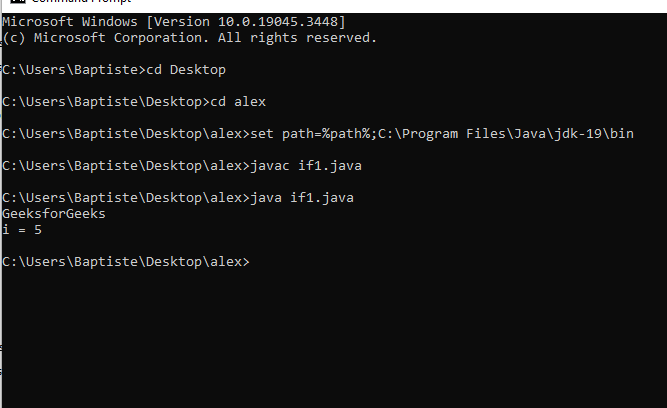 Microsoft Windows [Version 10.0.19045.3448]
(c) Microsoft Corporation. All rights reserved.
C:\Users\Baptiste>cd Desktop
C:\Users\Baptiste\Desktop>cd alex
C:\Users\Baptiste\Desktop\alex>set path=%path%;C:\Program Files\Java\jdk-19\bin
C:\Users\Baptiste\Desktop\alex>javac if1.java
C:\Users\Baptiste\Desktop\alex>java if1.java
GeeksforGeeks
i = 5
C:\Users\Baptiste\Desktop\alex>